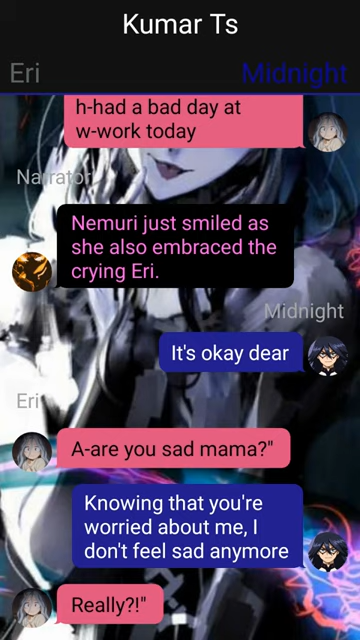 Kumar Ts
Eri
Midnight
h-had a bad day at
w-work today
Narrator
Nemuri just smiled as
she also embraced the
crying Eri.
Midnight
It's okay dear
Eri
A-are you sad mama?"
Knowing that you're
worried about me, I
don't feel sad anymore
Really?!"